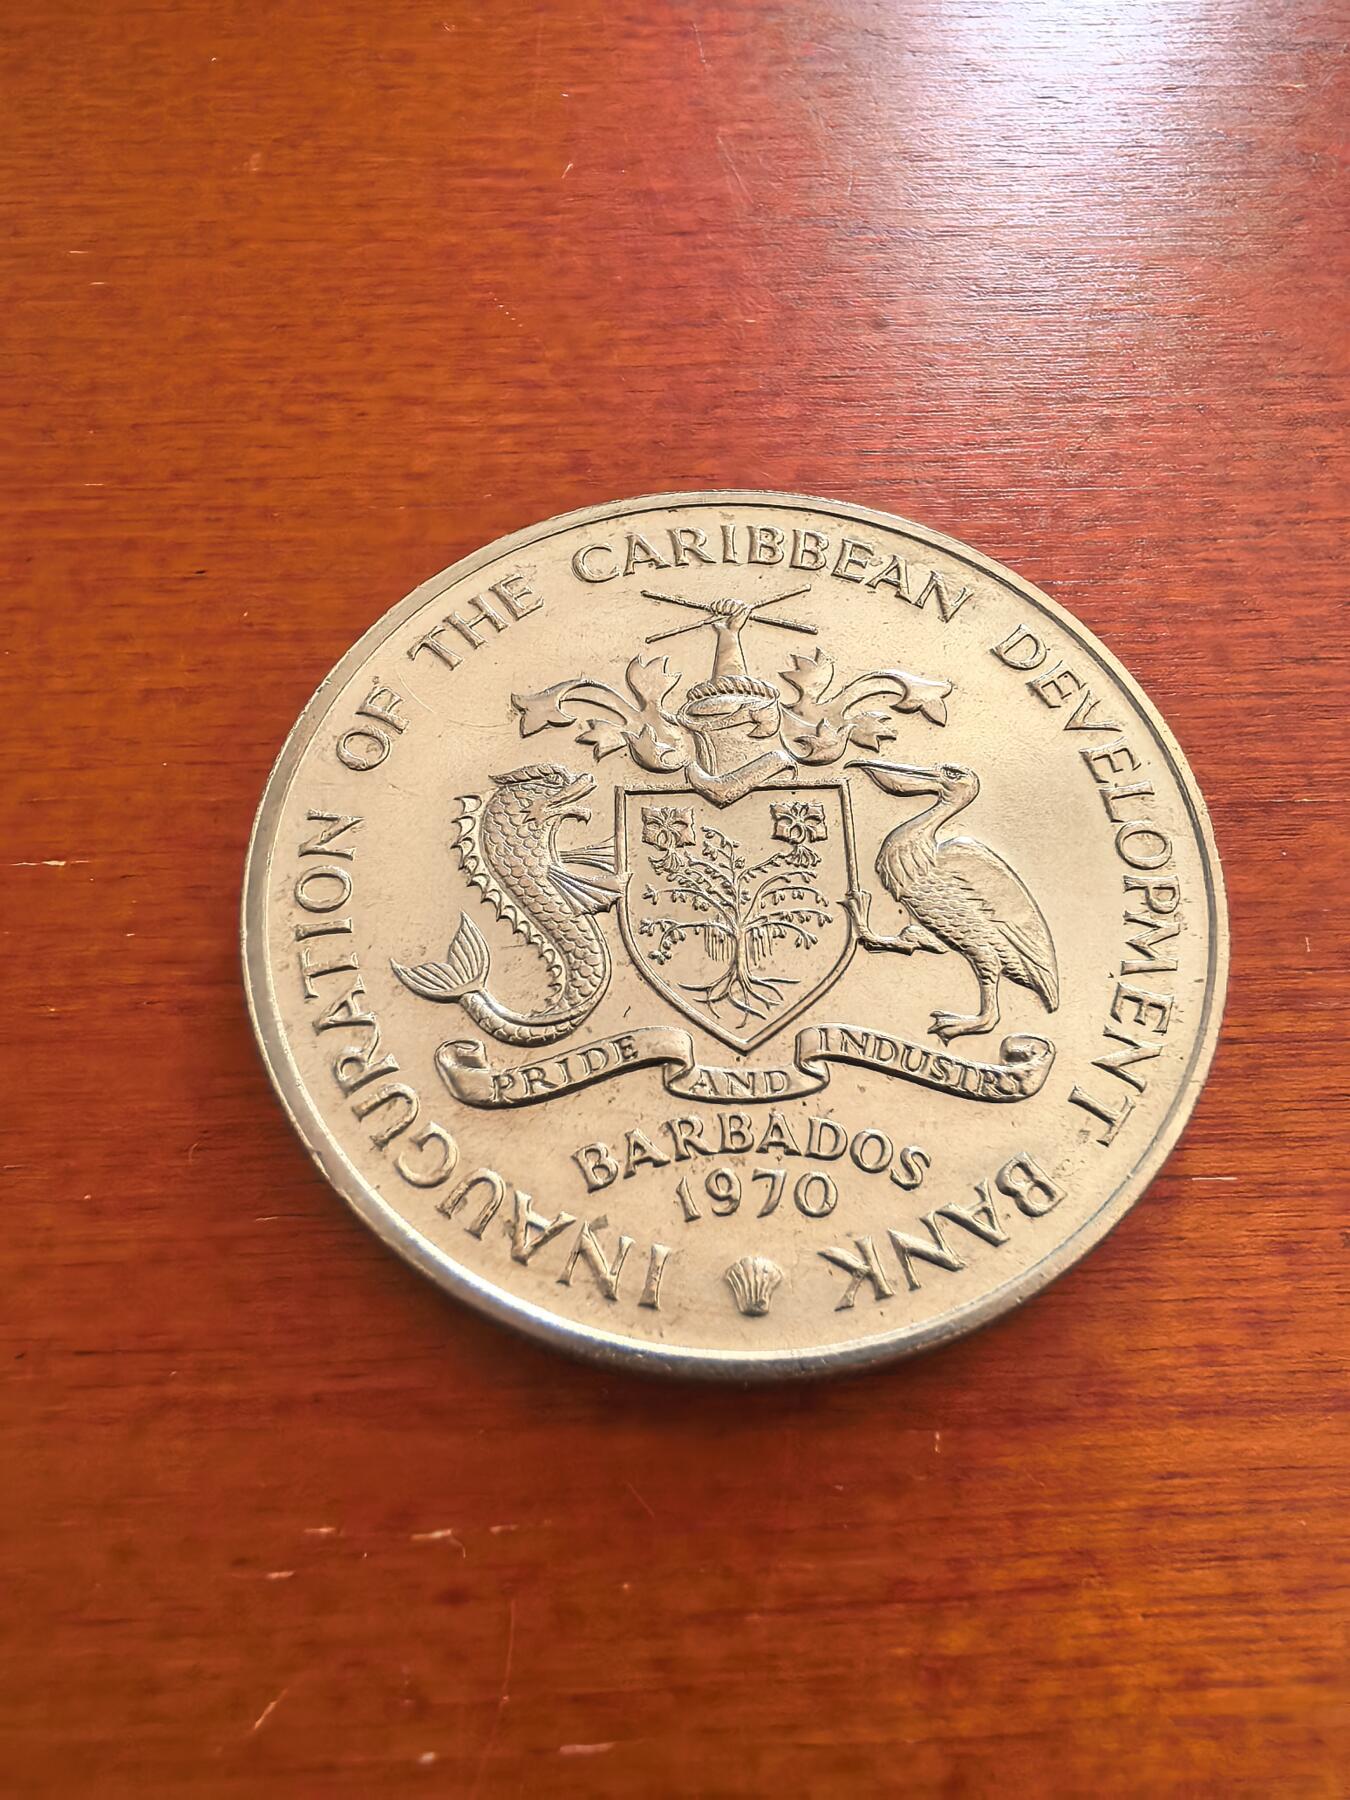 INAUGURATION OF THE CARIBBEAN DEVELOPMENT BANK
PRIDE AND INDUSTRY
BARBADOS
1970